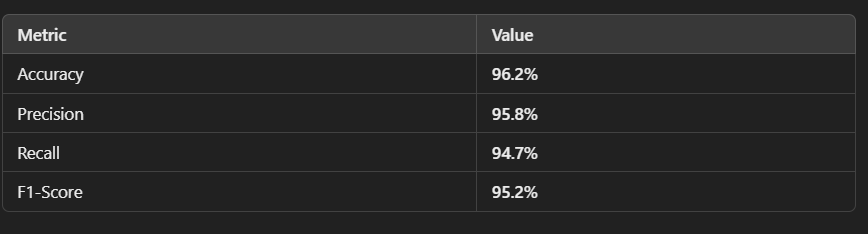 Metric Value
Accuracy 96.2%
Precision 95.8%
Recall 94.7%
F1-Score 95.2%